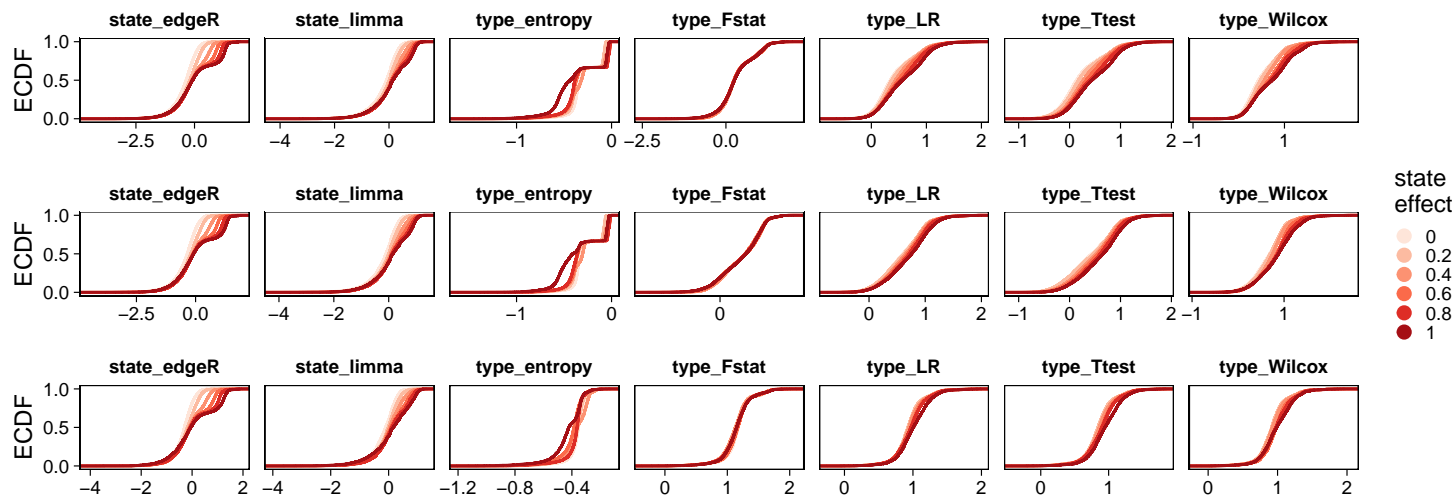 state_edgeR state_limma type_entropy type_Fstat type_LR type_Ttest type_Wilcox
ECDF
1.0
0.5
0.0
−2.5 0.0 −4 −2 0 −1 0 −2.5 0.0 0 1 2 −1 0 1 2 −1 1
state_edgeR state_limma type_entropy type_Fstat type_LR type_Ttest type_Wilcox
ECDF
1.0
0.5
0.0
−2.5 0.0 −4 −2 0 −1 0 0 0 1 2 −1 0 1 2 −1 1
state
effect
0
0.2
0.4
0.6
0.8
1
state_edgeR state_limma type_entropy type_Fstat type_LR type_Ttest type_Wilcox
ECDF
1.0
0.5
0.0
−4 −2 0 2 −4 −2 0 −1.2 −0.8 −0.4 0 1 2 0 1 2 0 1 2 0 1 2